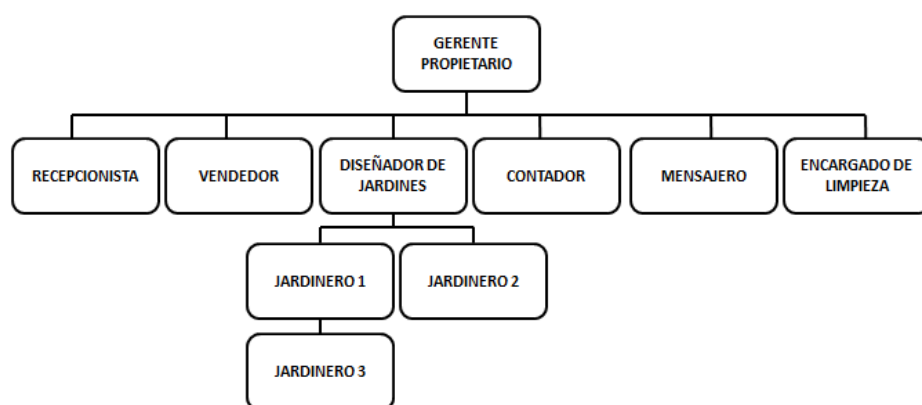 GERENTE
PROPIETARIO
RECEPCIONISTA
VENDEDOR
DISEÑADOR DE
JARDINES
CONTADOR
MENSAJERO
ENCARGADO DE
LIMPIEZA
JARDINERO 1
JARDINERO 2
JARDINERO 3